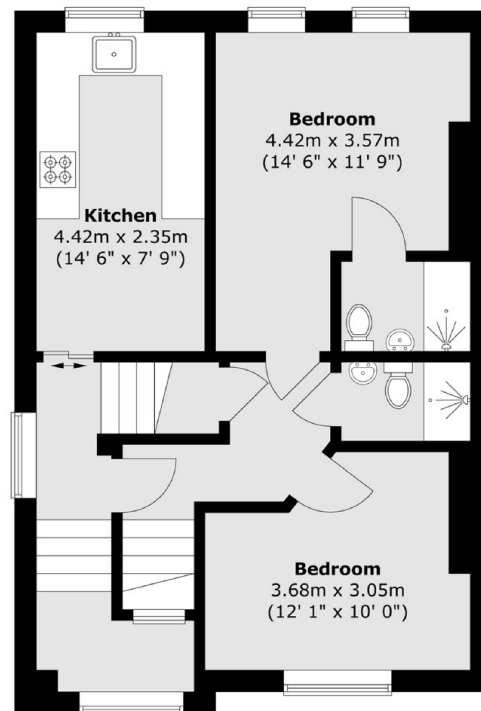 Bedroom
4.42m x 3.57m
(14' 6" x 11' 9")
Kitchen
4.42m x 2.35m
(14' 6" x 7' 9")
Bedroom
3.68m x 3.05m
(12' 1" x 10' 0")